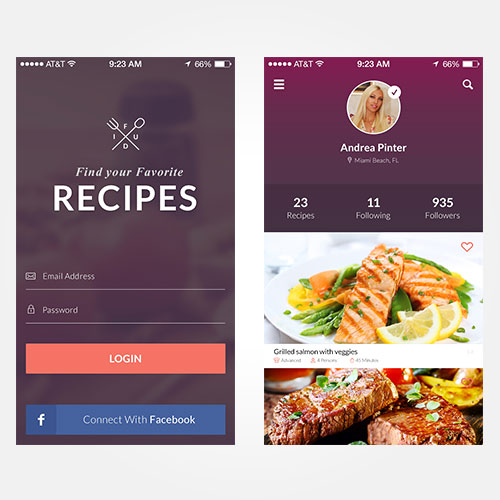 AT&T 9:23 AM 66%
F
I U
D
Find your Favorite
RECIPES
Email Address
Password
LOGIN
f Connect With Facebook
AT&T 9:23 AM 66%
Andrea Pinter
Miami Beach, FL
23 11 935
Recipes Following Followers
Grilled salmon with veggies
Advanced 4 Persons 45 Minutes